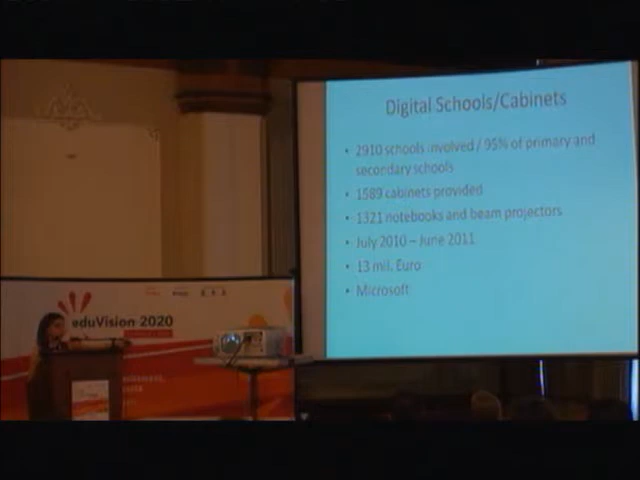 Digital Schools/Cabinets
• 2910 schools involved / 95% of primary and
secondary schools
• 1589 cabinets provided
• 1321 notebooks and beam projectors
• July 2010 – June 2011
• 13 mil. Euro
• Microsoft
eduVision 2020